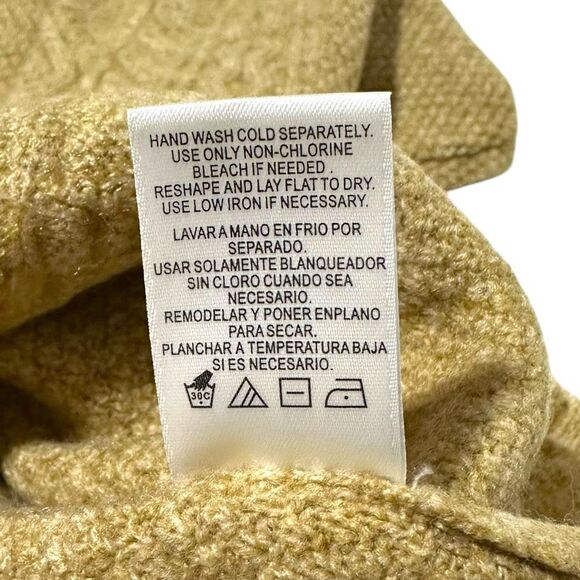 HAND WASH COLD SEPARATELY.
USE ONLY NON-CHLORINE
BLEACH IF NEEDED .
RESHAPE AND LAY FLAT TO DRY.
USE LOW IRON IF NECESSARY.
LAVAR A MANO EN FRIO POR
SEPARADO.
USAR SOLAMENTE BLANQUEADOR
SIN CLORO CUANDO SEA
NECESARIO.
REMODELAR Y PONER ENPLANO
PARA SECAR.
PLANCHAR A TEMPERATURA BAJA
SI ES NECESARIO.
30C